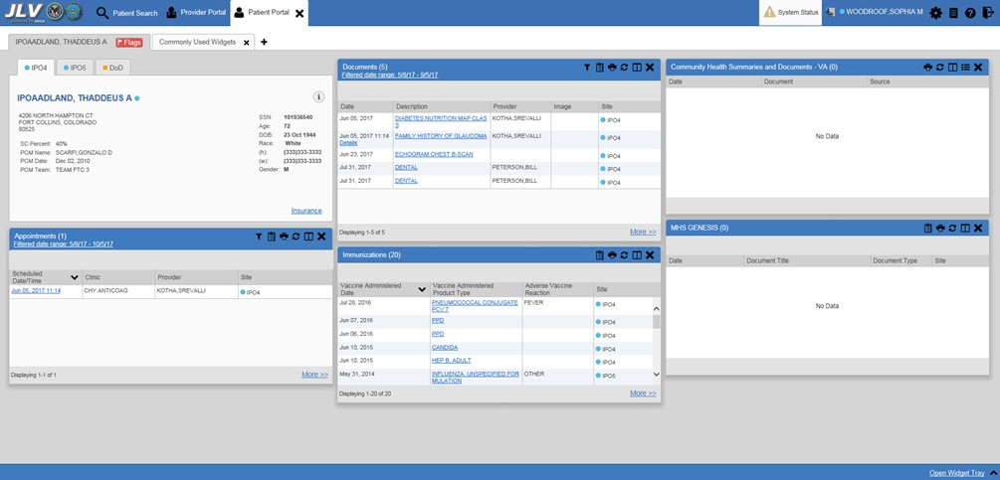 JLV
Patient Search
Provider Portal
Patient Portal
System Status
WOODROOF,SOPHIA M
IPOAADLAND, THADDEUS A
Flags
Commonly Used Widgets
IPO4
IPO5
DoD
IPOAADLAND, THADDEUS A
4206 NORTH HAMPTON CT
FORT COLLINS, COLORADO
80525
SC Percent: 40%
PCM Name: SCARFI,GONZALO D
PCM Date: Dec 02, 2010
PCM Team: TEAM FTC 3
SSN: 101936540
Age: 72
DOB: 23 Oct 1944
Race: White
(h): (333)333-3333
(w): (333)333-3333
Gender: M
Insurance
Appointments (1)
Filtered date range: 5/8/17 - 10/5/17
Scheduled Date/Time Clinic Provider Site
Jun 05, 2017 11:14 CHY ANTICOAG KOTHA,SREVALLI IPO4
Displaying 1-1 of 1 More >>
Documents (5)
Filtered date range: 5/8/17 - 9/5/17
Date Description Provider Image Site
Jun 05, 2017 DIABETES NUTRITION MAP CLAS KOTHA,SREVALLI IPO4
S
Jun 05, 2017 11:14 FAMILY HISTORY OF GLAUCOMA KOTHA,SREVALLI IPO4
Details
Jun 23, 2017 ECHOGRAM CHEST B-SCAN IPO4
Jul 31, 2017 DENTAL PETERSON,BILL IPO4
Jul 31, 2017 DENTAL PETERSON,BILL IPO4
Displaying 1-5 of 5 More >>
Immunizations (20)
Vaccine Administered Date Vaccine Administered Product Type Adverse Vaccine Reaction Site
Jul 28, 2016 PNEUMOCOCCAL CONJUGATE FEVER IPO4
PCV 7
Jun 07, 2016 PPD IPO4
Jun 06, 2016 PPD IPO4
Jun 10, 2015 CANDIDA IPO4
Jun 10, 2015 HEP B, ADULT IPO4
May 31, 2014 INFLUENZA, UNSPECIFIED FOR OTHER IPO5
MULATION
Displaying 1-20 of 20 More >>
Community Health Summaries and Documents - VA (0)
Date Document Source
No Data
MHS GENESIS (0)
Date Document Title Document Type Site
No Data
Open Widget Tray